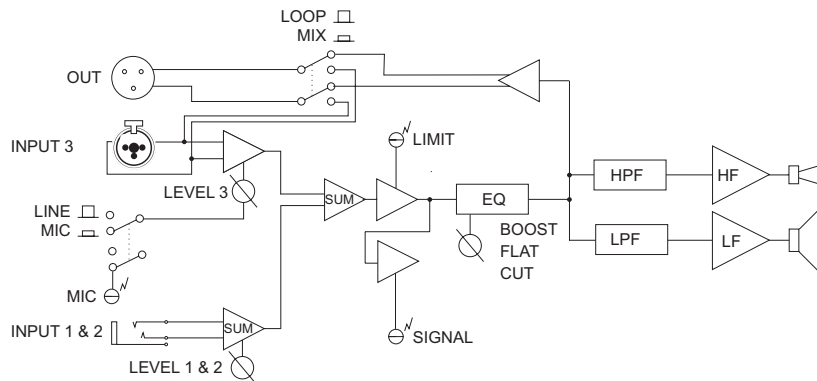 LOOP
MIX
OUT
INPUT 3
LIMIT
LEVEL 3
SUM
EQ
HPF
HF
LINE
MIC
BOOST
FLAT
CUT
LPF
LF
MIC
INPUT 1 & 2
SUM
SIGNAL
LEVEL 1 & 2